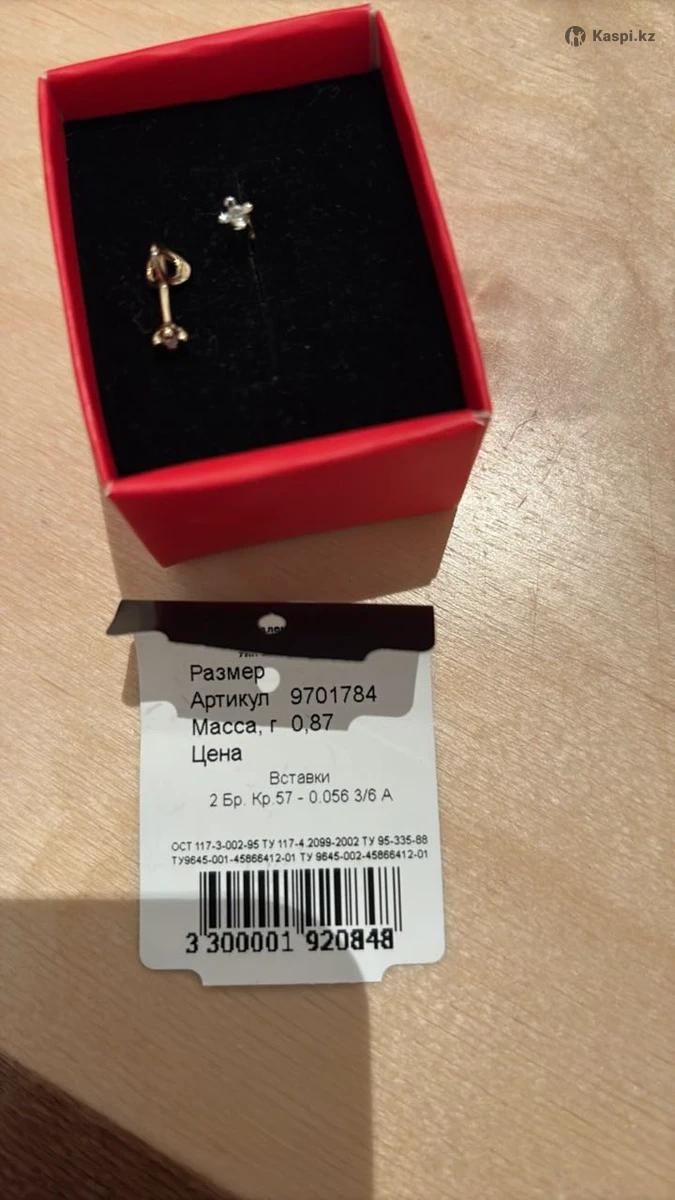 Kaspi.kz
Размер
Артикул 9701784
Масса, г 0,87
Цена
Вставки
2 Бр. Кр.57 - 0.056 3/6 А
ОСТ 117-3-002-95 ТУ 117-4.2099-2002 ТУ 95-335-88
ТУ9645-001-45866412-01 ТУ 9645-002-45866412-01
3 300001 920848